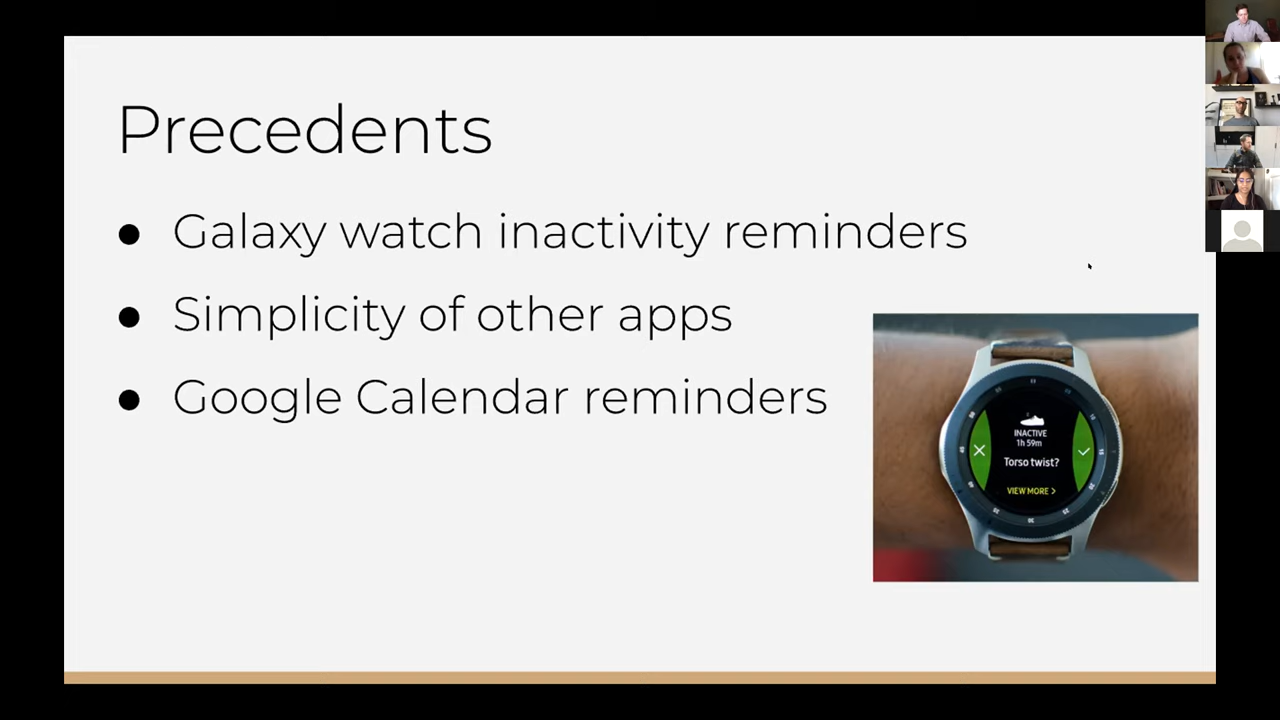 Precedents
● Galaxy watch inactivity reminders
● Simplicity of other apps
● Google Calendar reminders
INACTIVE
1h 59m
Torso twist?
VIEW MORE >